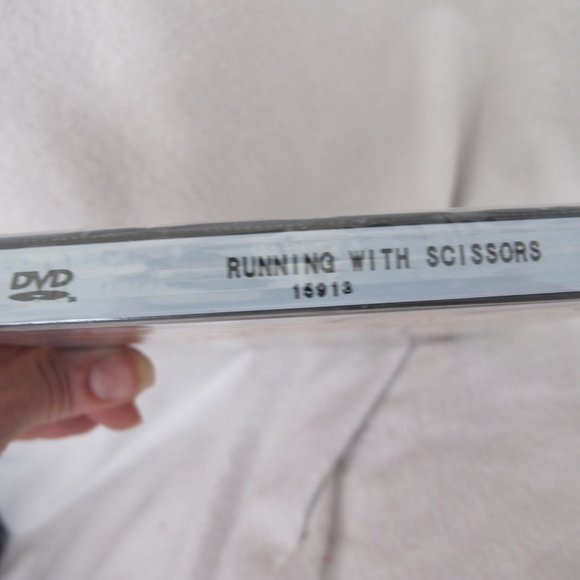 DVD
RUNNING WITH SCISSORS
15913